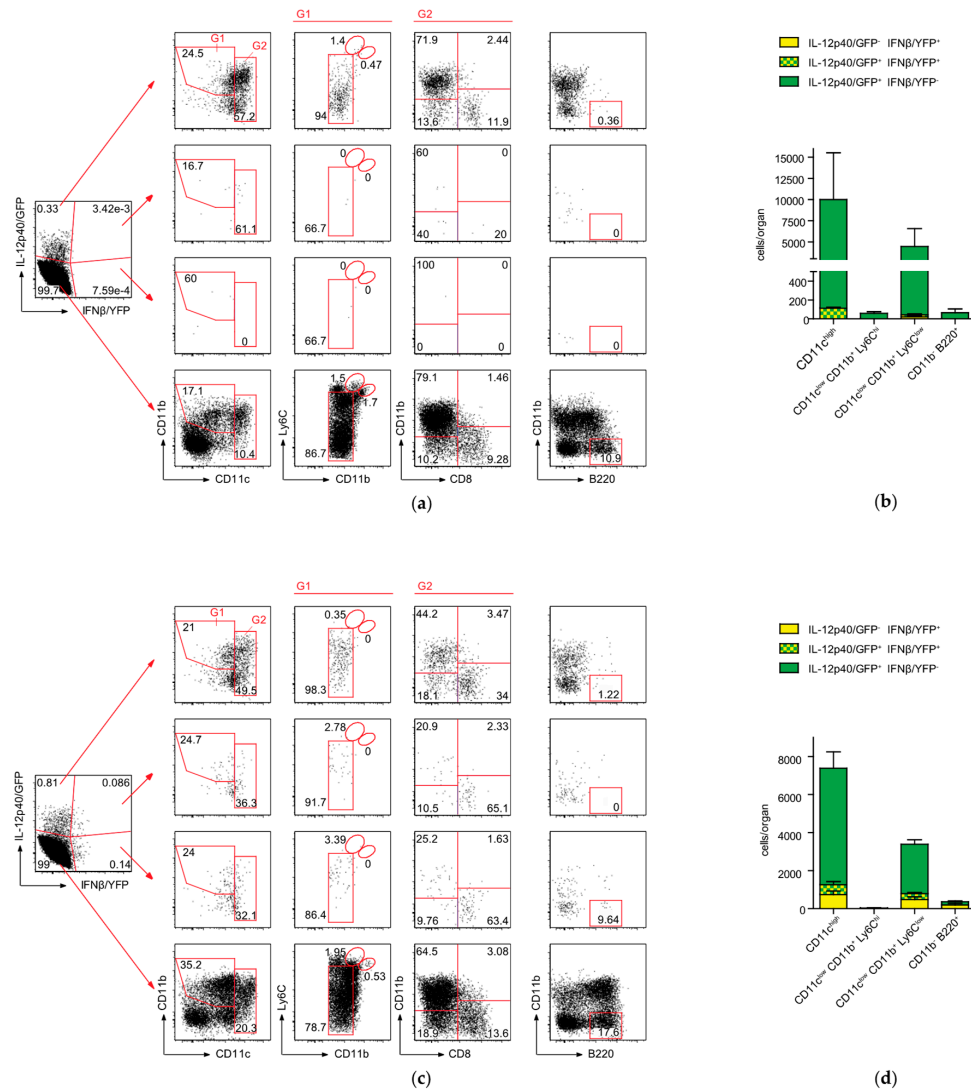 G1
G2
G1
G2
24.5
57.2
1.4
0.47
94
71.9
2.44
13.6
11.9
0.36
16.7
61.1
0
0
66.7
60
0
40
20
0
IL-12p40/GFP
0.33
3.42e-3
99.7
7.59e-4
IFNβ/YFP
60
0
0
0
66.7
100
0
0
0
0
17.1
10.4
1.5
1.7
86.7
79.1
1.46
10.2
9.28
10.9
CD11b
CD11c
Ly6C
CD11b
CD11b
CD8
CD11b
B220
(a)
IL-12p40/GFP⁻ IFNβ/YFP⁺
IL-12p40/GFP⁺ IFNβ/YFP⁺
IL-12p40/GFP⁺ IFNβ/YFP⁻
cells/organ
15000
12500
10000
7500
5000
400
200
0
CD11c^high
CD11c^low CD11b⁺ Ly6C^hi
CD11c^low CD11b⁺ Ly6C^low
CD11b⁻ B220⁺
(b)
G1
G2
G1
G2
21
49.5
0.35
0
98.3
44.2
3.47
18.1
34
1.22
24.7
36.3
2.78
0
91.7
20.9
2.33
10.5
65.1
0
IL-12p40/GFP
0.81
0.086
99
0.14
IFNβ/YFP
24
32.1
3.39
0
86.4
25.2
1.63
9.76
63.4
9.64
35.2
20.3
1.95
0.53
78.7
64.5
3.08
18.9
13.6
17.6
CD11b
CD11c
Ly6C
CD11b
CD11b
CD8
CD11b
B220
(c)
IL-12p40/GFP⁻ IFNβ/YFP⁺
IL-12p40/GFP⁺ IFNβ/YFP⁺
IL-12p40/GFP⁺ IFNβ/YFP⁻
cells/organ
8000
6000
4000
2000
0
CD11c^high
CD11c^low CD11b⁺ Ly6C^hi
CD11c^low CD11b⁺ Ly6C^low
CD11b⁻ B220⁺
(d)